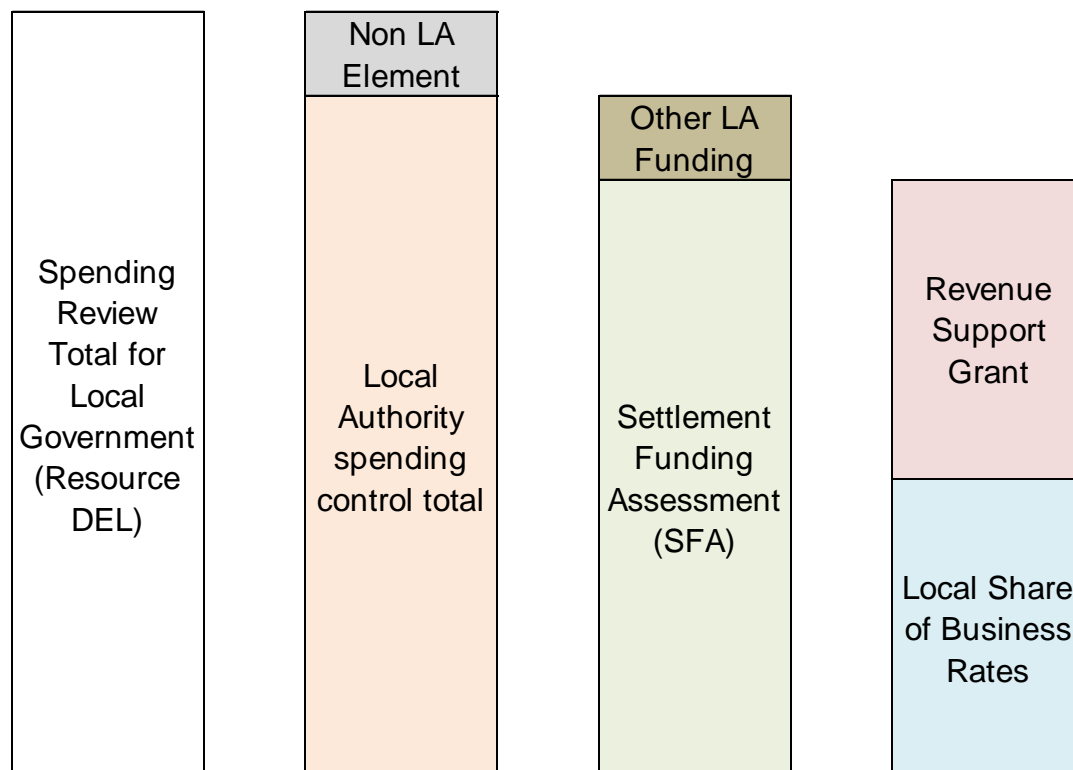 Spending
Review
Total for
Local
Government
(Resource
DEL)
Non LA
Element
Local
Authority
spending
control total
Other LA
Funding
Settlement
Funding
Assessment
(SFA)
Revenue
Support
Grant
Local Share
of Business
Rates